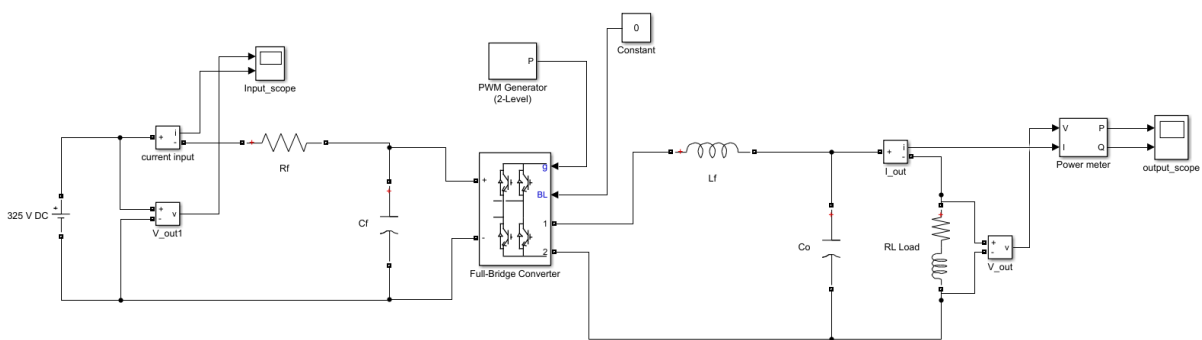 0
Constant
Input_scope
P
PWM Generator
(2-Level)
+
i
-
current input
+
Rf
+
Lf
+
i
-
I_out
V
I
P
Q
Power meter
output_scope
325 V DC
+
+
-
v
V_out1
+
Cf
+
-
g
BL
1
2
Full-Bridge Converter
+
Co
+
RL Load
+
-
v
V_out